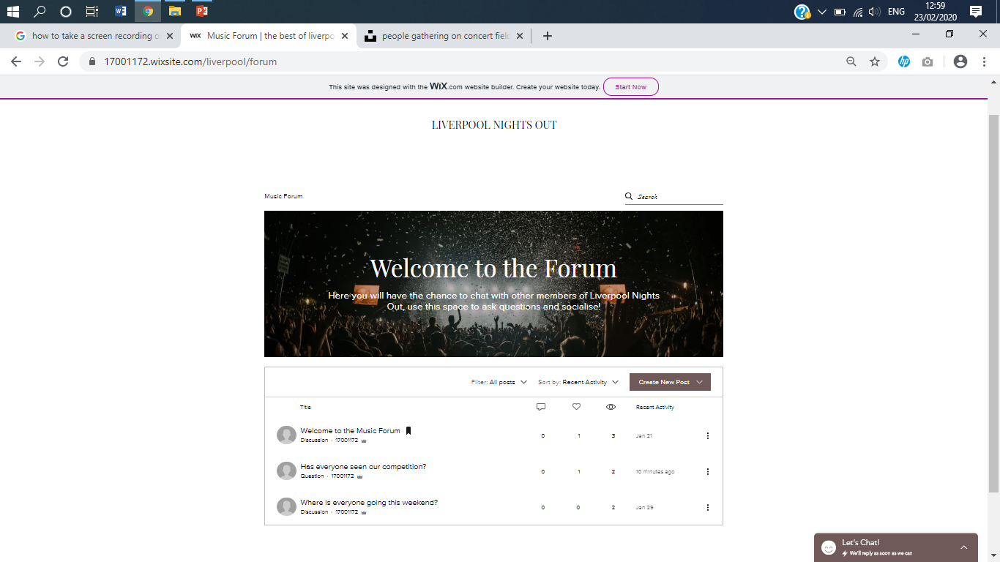 ENG
12:59
23/02/2020
how to take a screen recording o
WIX Music Forum | the best of liverpo
people gathering on concert fiel
17001172.wixsite.com/liverpool/forum
This site was designed with the WiX.com website builder. Create your website today. Start Now
LIVERPOOL NIGHTS OUT
Music Forum
Search
Welcome to the Forum
Here you will have the chance to chat with other members of Liverpool Nights
Out, use this space to ask questions and socialise!
Filter: All posts Sort by: Recent Activity Create New Post
Title Recent Activity
Welcome to the Music Forum
Discussion · 17001172
0 1 3 Jan 21
Has everyone seen our competition?
Question · 17001172
0 1 2 10 minutes ago
Where is everyone going this weekend?
Discussion · 17001172
0 0 2 Jan 29
Let's Chat!
We'll reply as soon as we can